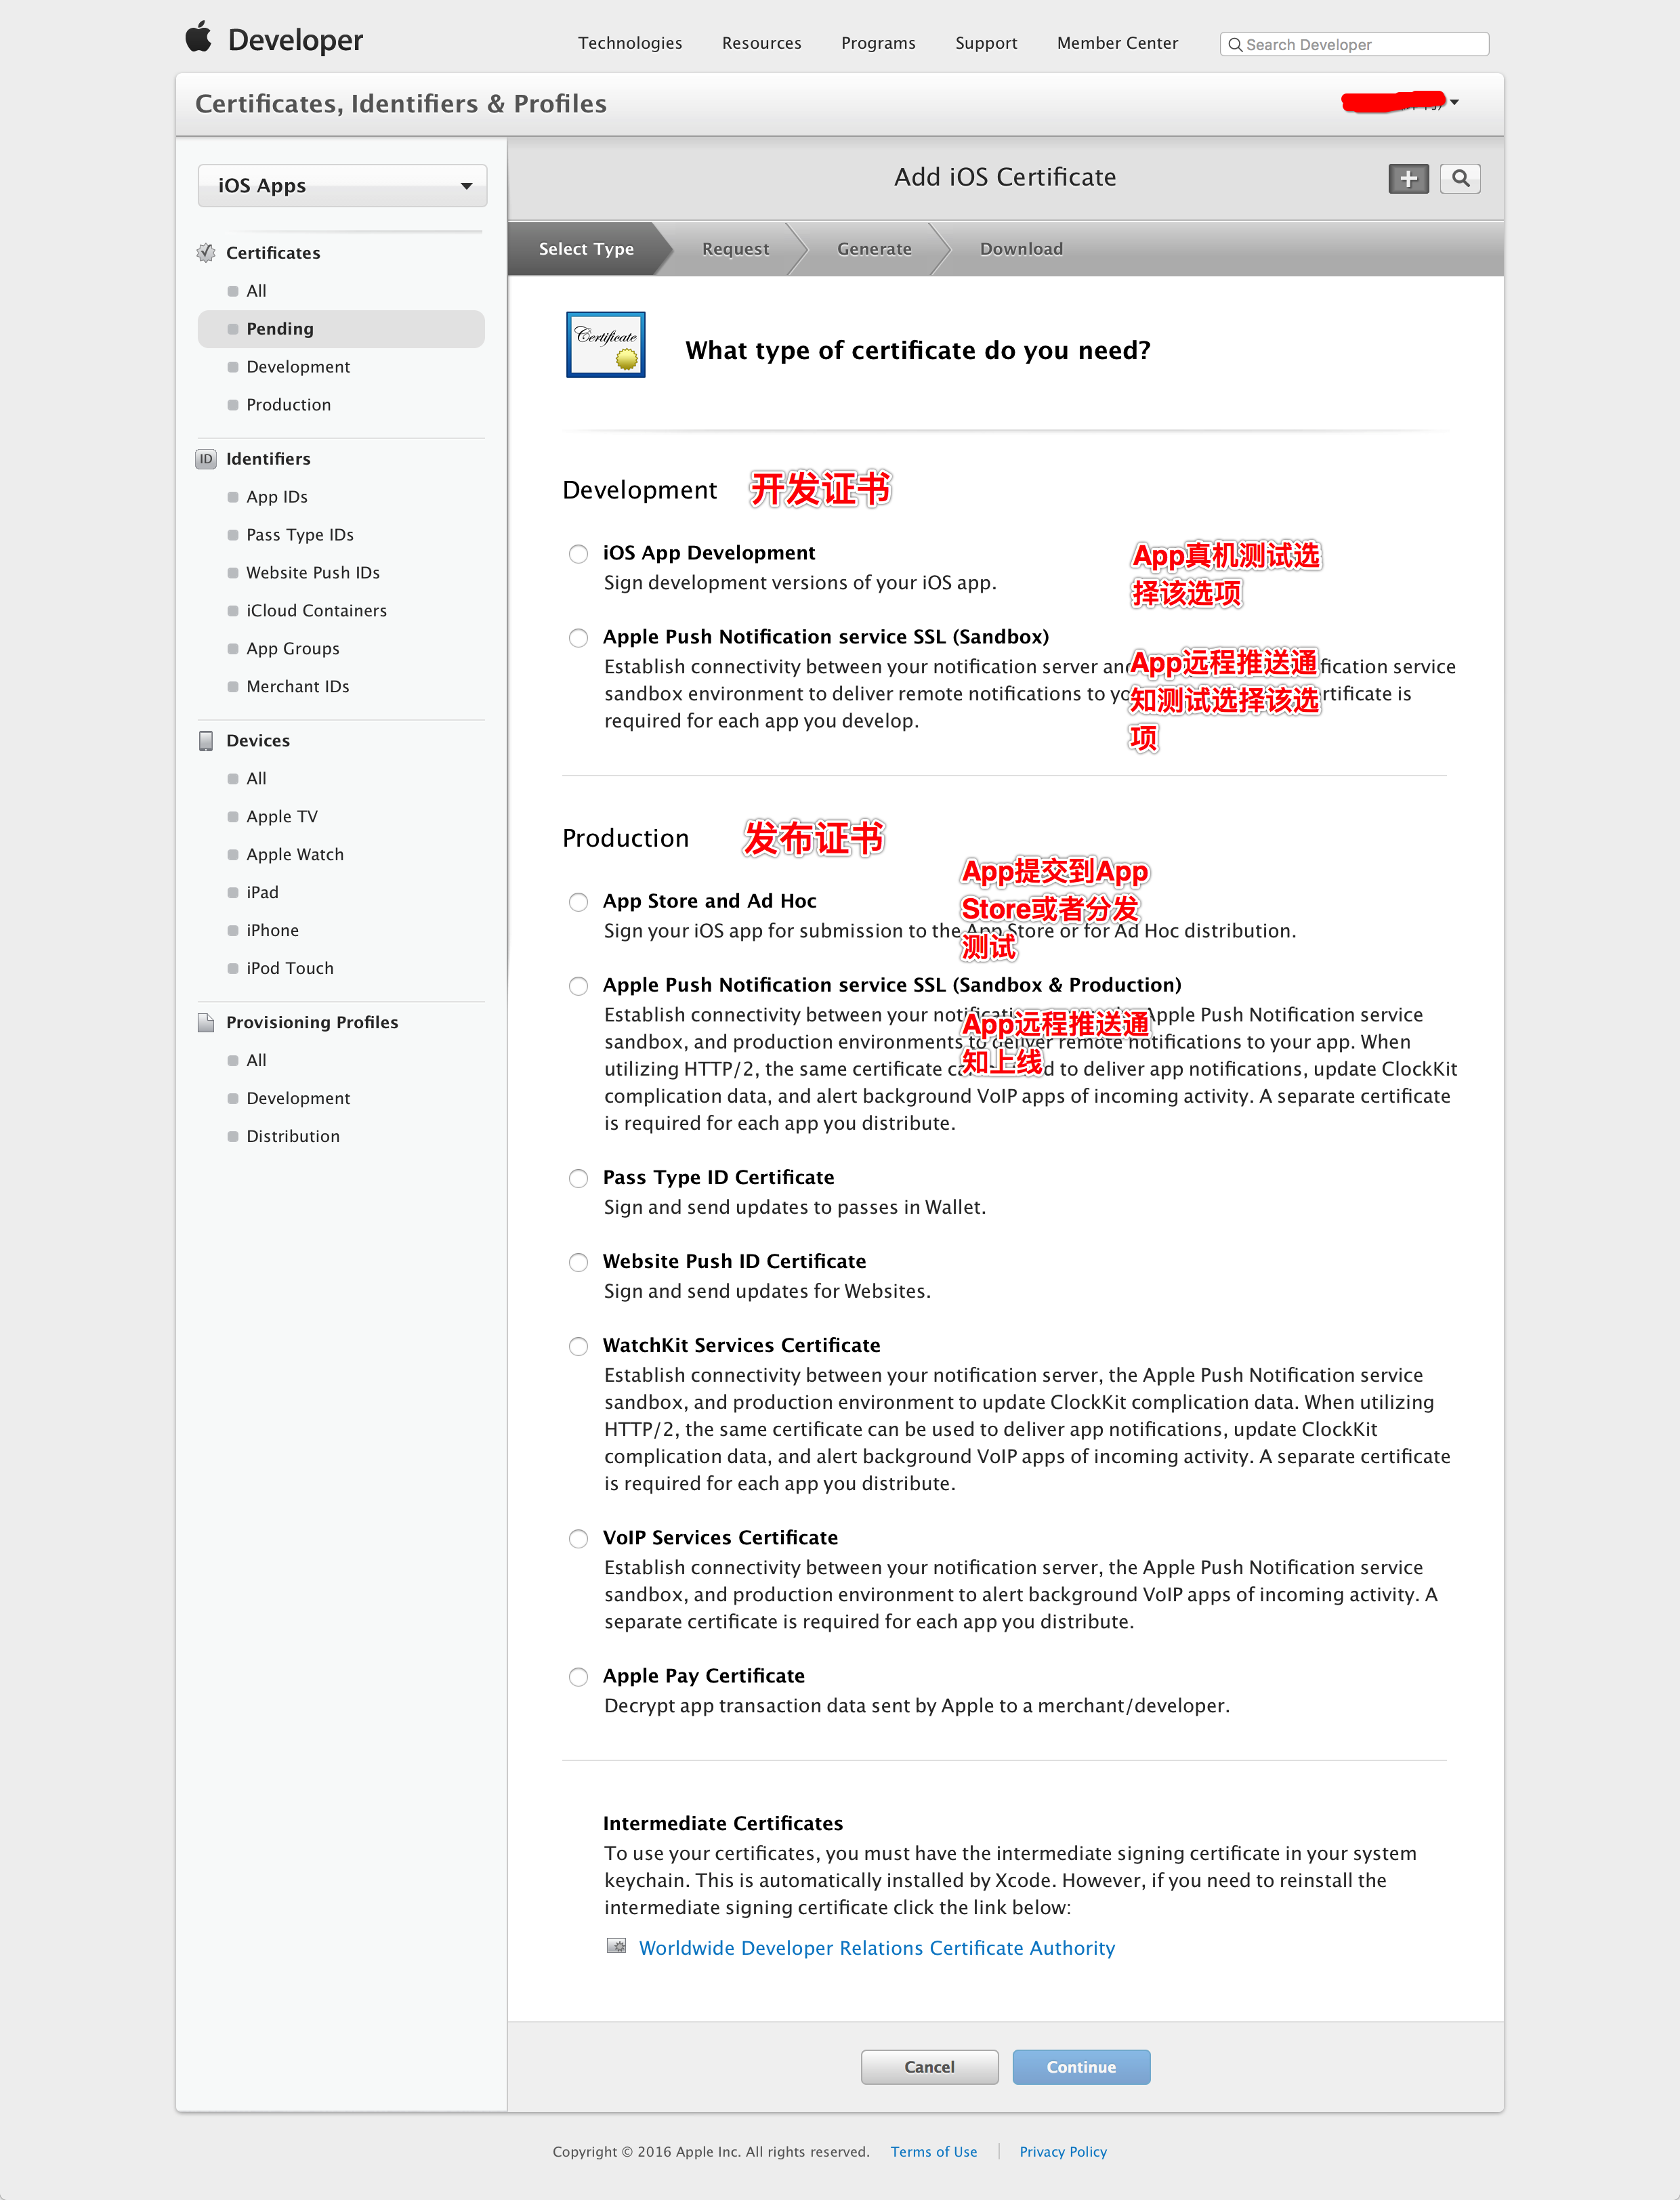 Developer
Technologies
Resources
Programs
Support
Member Center
Search Developer
Certificates, Identifiers & Profiles
iOS Apps
Certificates
All
Pending
Development
Production
ID
Identifiers
App IDs
Pass Type IDs
Website Push IDs
iCloud Containers
App Groups
Merchant IDs
Devices
All
Apple TV
Apple Watch
iPad
iPhone
iPod Touch
Provisioning Profiles
All
Development
Distribution
Add iOS Certificate
Select Type
Request
Generate
Download
Certificate
What type of certificate do you need?
Development
开发证书
iOS App Development
Sign development versions of your iOS app.
App真机测试选
择该选项
Apple Push Notification service SSL (Sandbox)
Establish connectivity between your notification server and fication service
sandbox environment to deliver remote notifications to yo rtificate is
required for each app you develop.
App远程推送通
知测试选择该选
项
Production
发布证书
App Store and Ad Hoc
Sign your iOS app for submission to the App Store or for Ad Hoc distribution.
App提交到App
Store或者分发
测试
Apple Push Notification service SSL (Sandbox & Production)
Establish connectivity between your notificati Apple Push Notification service
sandbox, and production environments to deliver remote notifications to your app. When
utilizing HTTP/2, the same certificate c d to deliver app notifications, update ClockKit
complication data, and alert background VoIP apps of incoming activity. A separate certificate
is required for each app you distribute.
App远程推送通
知上线
Pass Type ID Certificate
Sign and send updates to passes in Wallet.
Website Push ID Certificate
Sign and send updates for Websites.
WatchKit Services Certificate
Establish connectivity between your notification server, the Apple Push Notification service
sandbox, and production environment to update ClockKit complication data. When utilizing
HTTP/2, the same certificate can be used to deliver app notifications, update ClockKit
complication data, and alert background VoIP apps of incoming activity. A separate certificate
is required for each app you distribute.
VoIP Services Certificate
Establish connectivity between your notification server, the Apple Push Notification service
sandbox, and production environment to alert background VoIP apps of incoming activity. A
separate certificate is required for each app you distribute.
Apple Pay Certificate
Decrypt app transaction data sent by Apple to a merchant/developer.
Intermediate Certificates
To use your certificates, you must have the intermediate signing certificate in your system
keychain. This is automatically installed by Xcode. However, if you need to reinstall the
intermediate signing certificate click the link below:
Worldwide Developer Relations Certificate Authority
Cancel
Continue
Copyright © 2016 Apple Inc. All rights reserved.
Terms of Use
Privacy Policy